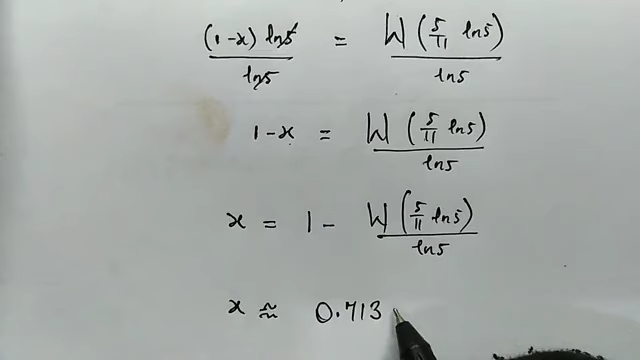 (1-x) ln5 / ln5 = W(5/11 ln5) / ln5
1-x = W(5/11 ln5) / ln5
x = 1 - W(5/11 ln5) / ln5
x ≈ 0.713